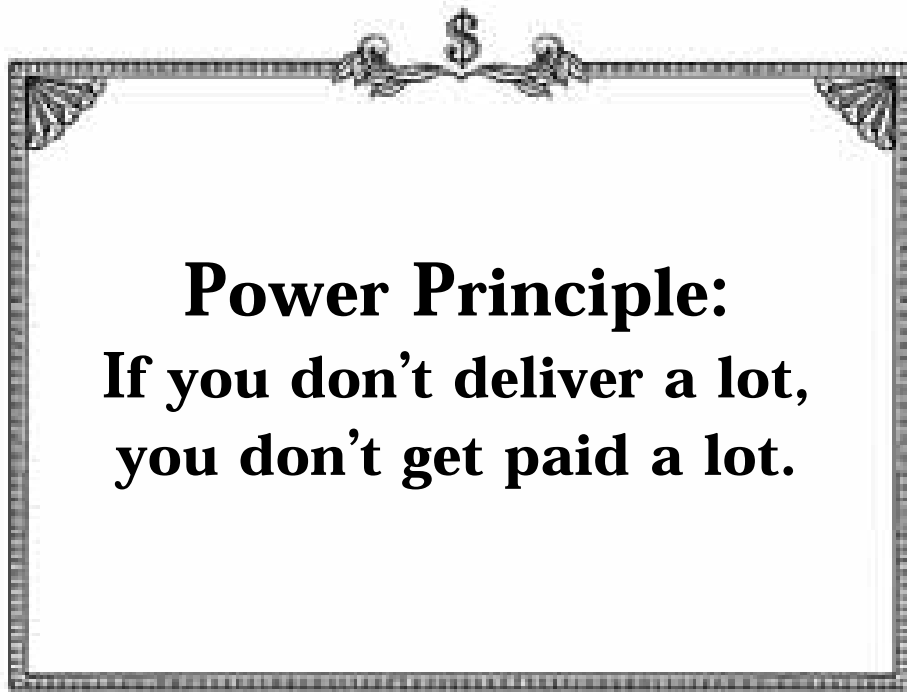 $
Power Principle:
If you don’t deliver a lot,
you don’t get paid a lot.